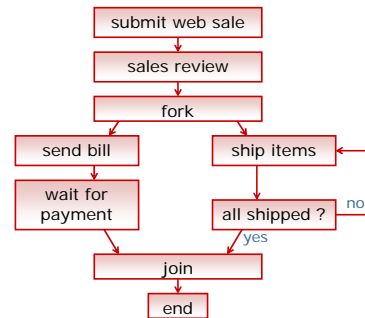 submit web sale
sales review
fork
send bill
ship items
wait for
payment
all shipped ?
no
yes
join
end